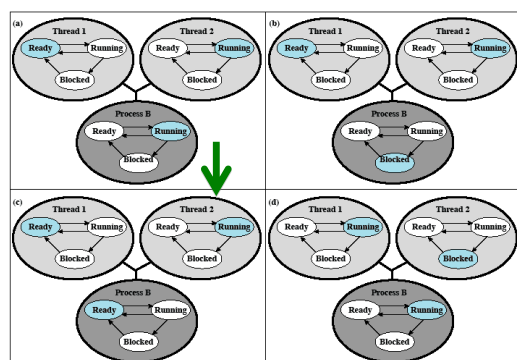 (a)
Thread 1
Ready Running
Blocked
Thread 2
Ready Running
Blocked
Process B
Ready Running
Blocked
(b)
Thread 1
Ready Running
Blocked
Thread 2
Ready Running
Blocked
Process B
Ready Running
Blocked
(c)
Thread 1
Ready Running
Blocked
Thread 2
Ready Running
Blocked
Process B
Ready Running
Blocked
(d)
Thread 1
Ready Running
Blocked
Thread 2
Ready Running
Blocked
Process B
Ready Running
Blocked